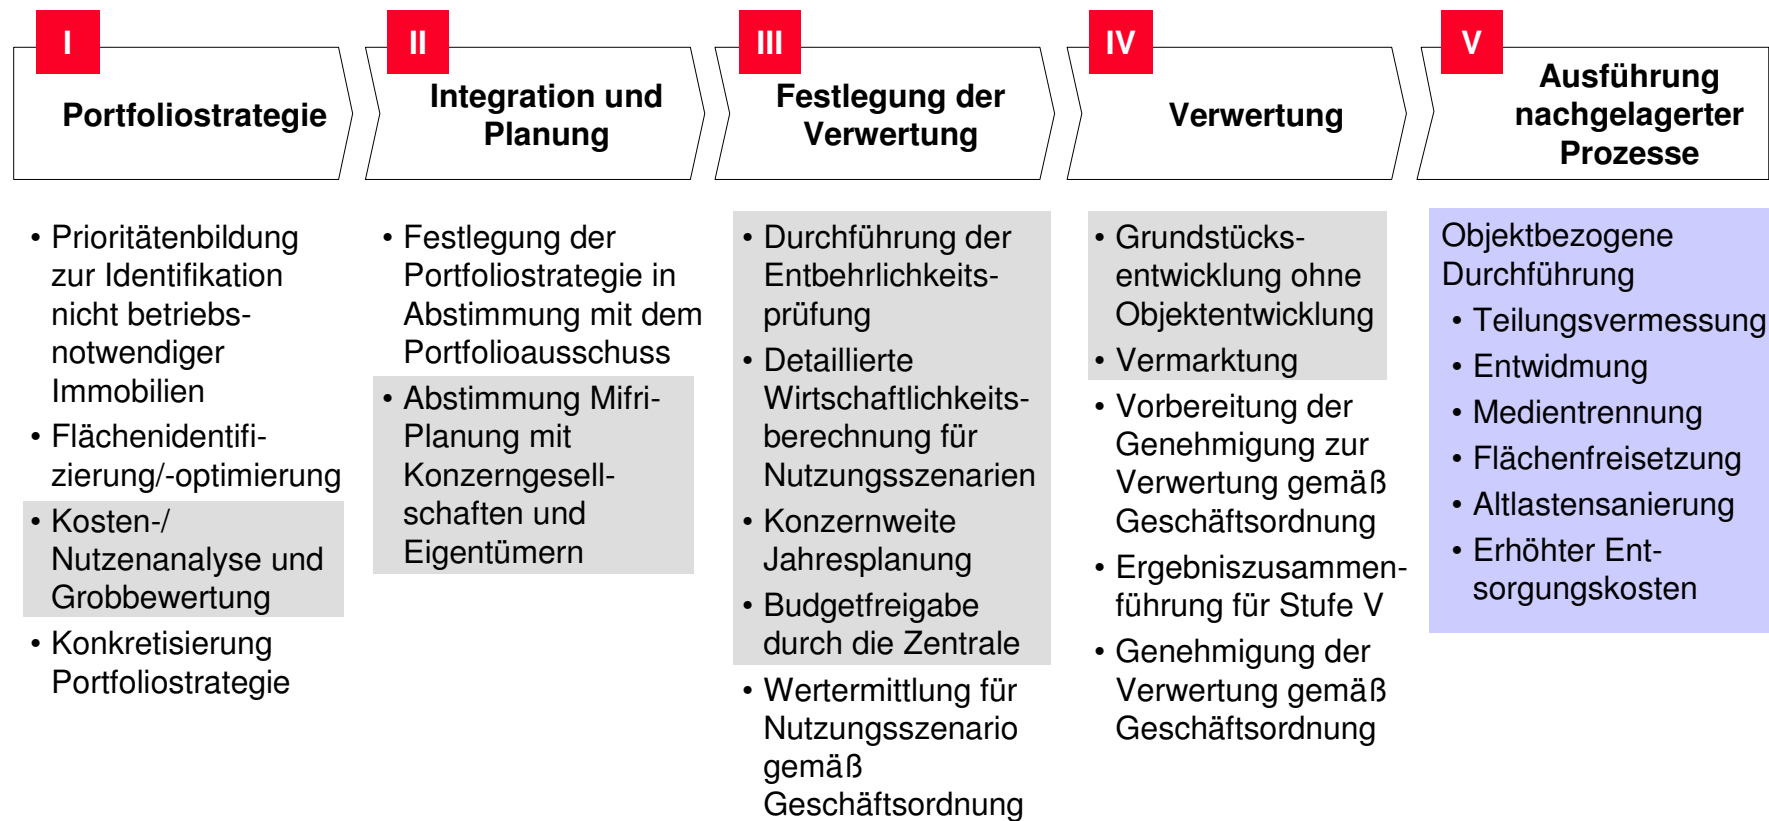 I
Portfoliostrategie
II
Integration und
Planung
III
Festlegung der
Verwertung
IV
Verwertung
V
Ausführung
nachgelagerter
Prozesse
• Prioritätenbildung
zur Identifikation
nicht betriebs-
notwendiger
Immobilien
• Flächenidentifi-
zierung/-optimierung
• Kosten-/
Nutzenanalyse und
Grobbewertung
• Konkretisierung
Portfoliostrategie
• Festlegung der
Portfoliostrategie in
Abstimmung mit dem
Portfolioausschuss
• Abstimmung Mifri-
Planung mit
Konzerngesell-
schaften und
Eigentümern
• Durchführung der
Entbehrlichkeits-
prüfung
• Detaillierte
Wirtschaftlichkeits-
berechnung für
Nutzungsszenarien
• Konzernweite
Jahresplanung
• Budgetfreigabe
durch die Zentrale
• Wertermittlung für
Nutzungsszenario
gemäß
Geschäftsordnung
• Grundstücks-
entwicklung ohne
Objektentwicklung
• Vermarktung
• Vorbereitung der
Genehmigung zur
Verwertung gemäß
Geschäftsordnung
• Ergebniszusammen-
führung für Stufe V
• Genehmigung der
Verwertung gemäß
Geschäftsordnung
Objektbezogene
Durchführung
• Teilungsvermessung
• Entwidmung
• Medientrennung
• Flächenfreisetzung
• Altlastensanierung
• Erhöhter Ent-
sorgungskosten